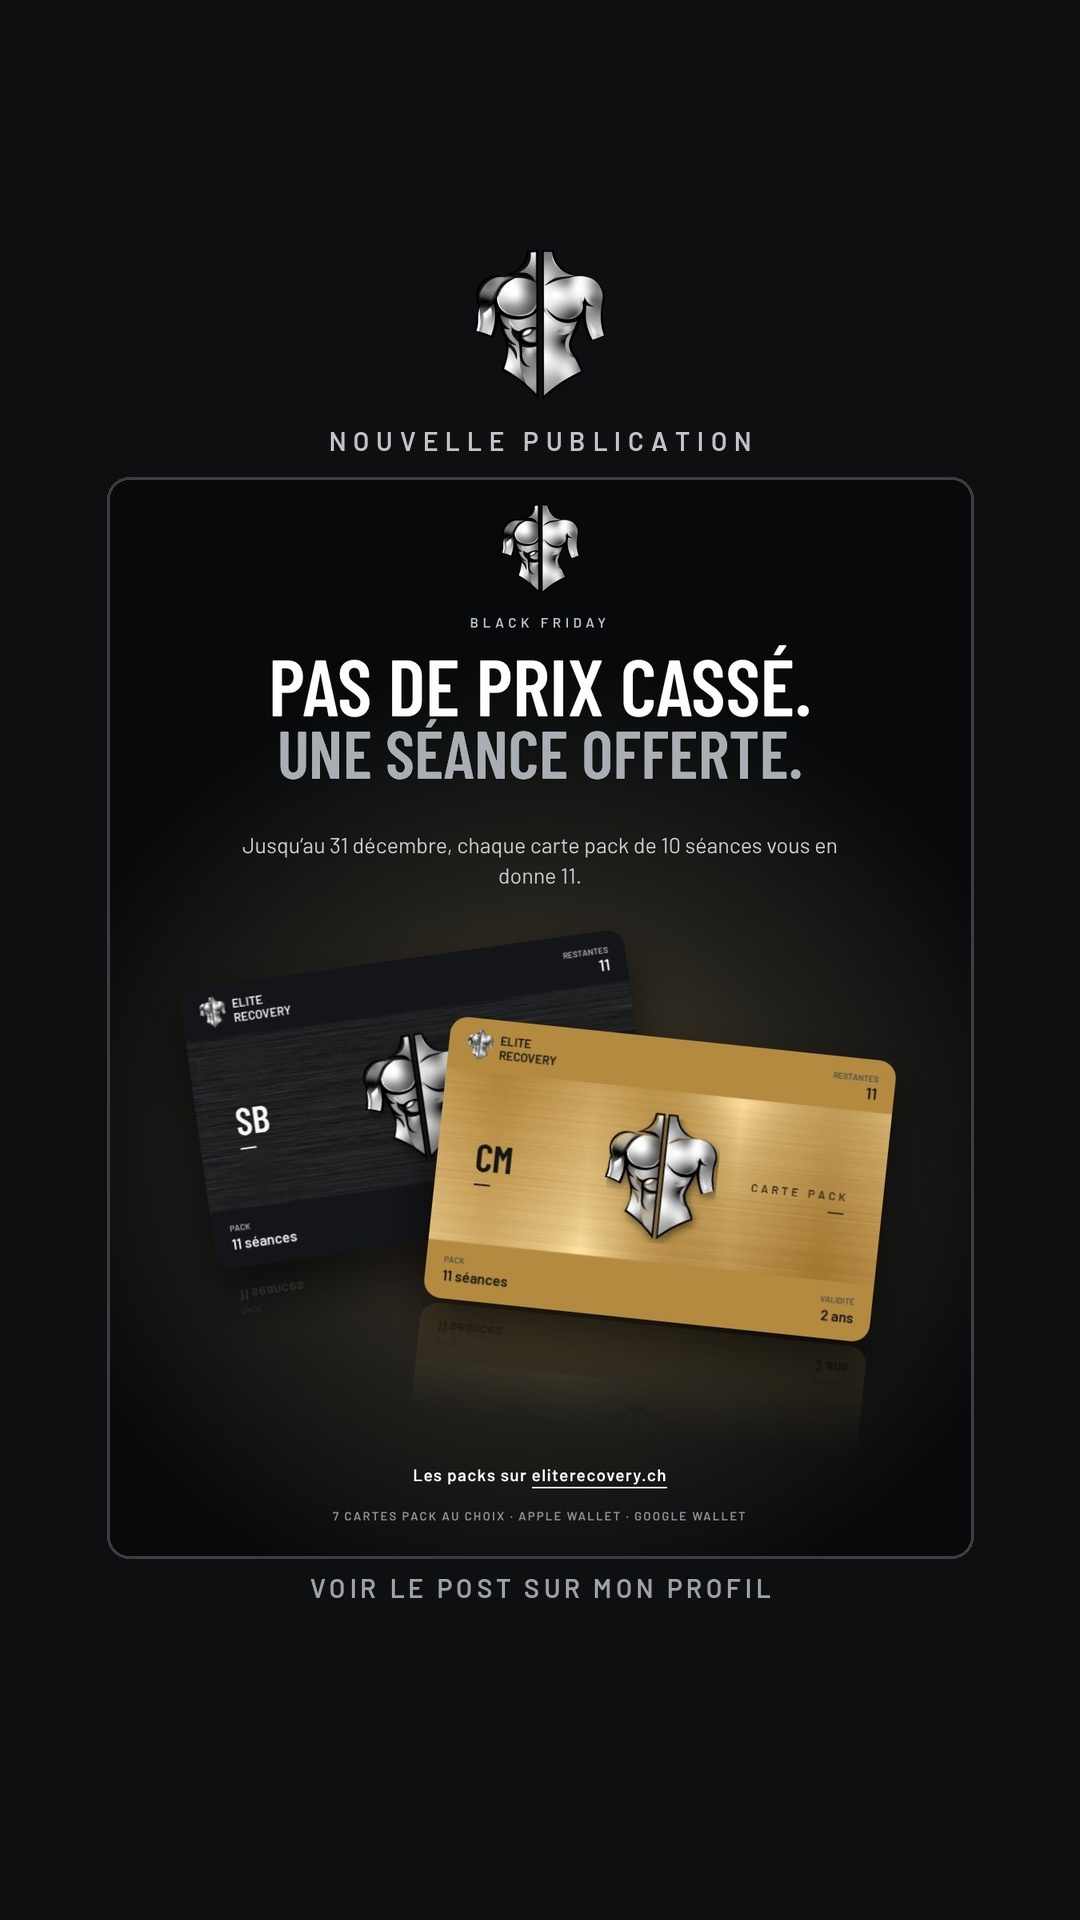 NOUVELLE PUBLICATION
BLACK FRIDAY
PAS DE PRIX CASSÉ.
UNE SÉANCE OFFERTE.
Jusqu’au 31 décembre, chaque carte pack de 10 séances vous en
donne 11.
ELITE
RECOVERY
RESTANTES
11
SB
PACK
11 séances
ELITE
RECOVERY
RESTANTES
11
CM
CARTE PACK
PACK
11 séances
VALIDITÉ
2 ans
Les packs sur eliterecovery.ch
7 CARTES PACK AU CHOIX · APPLE WALLET · GOOGLE WALLET
VOIR LE POST SUR MON PROFIL